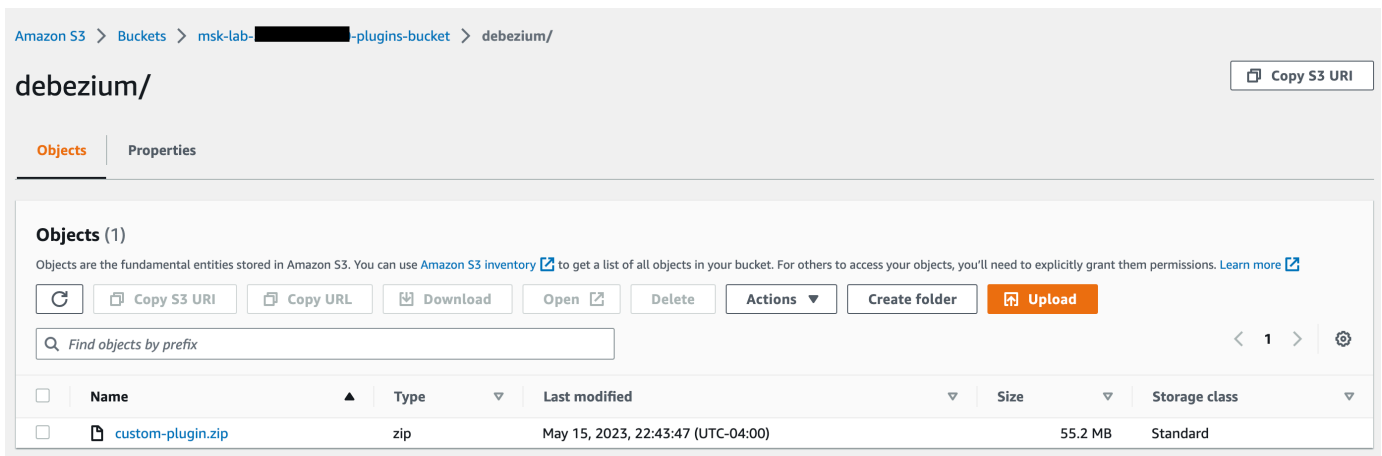 Amazon S3 > Buckets > msk-lab- -plugins-bucket > debezium/
debezium/
Copy S3 URI
Objects Properties
Objects (1)
Objects are the fundamental entities stored in Amazon S3. You can use Amazon S3 inventory to get a list of all objects in your bucket. For others to access your objects, you'll need to explicitly grant them permissions. Learn more
Copy S3 URI Copy URL Download Open Delete Actions Create folder Upload
Find objects by prefix
1
Name Type Last modified Size Storage class
custom-plugin.zip zip May 15, 2023, 22:43:47 (UTC-04:00) 55.2 MB Standard